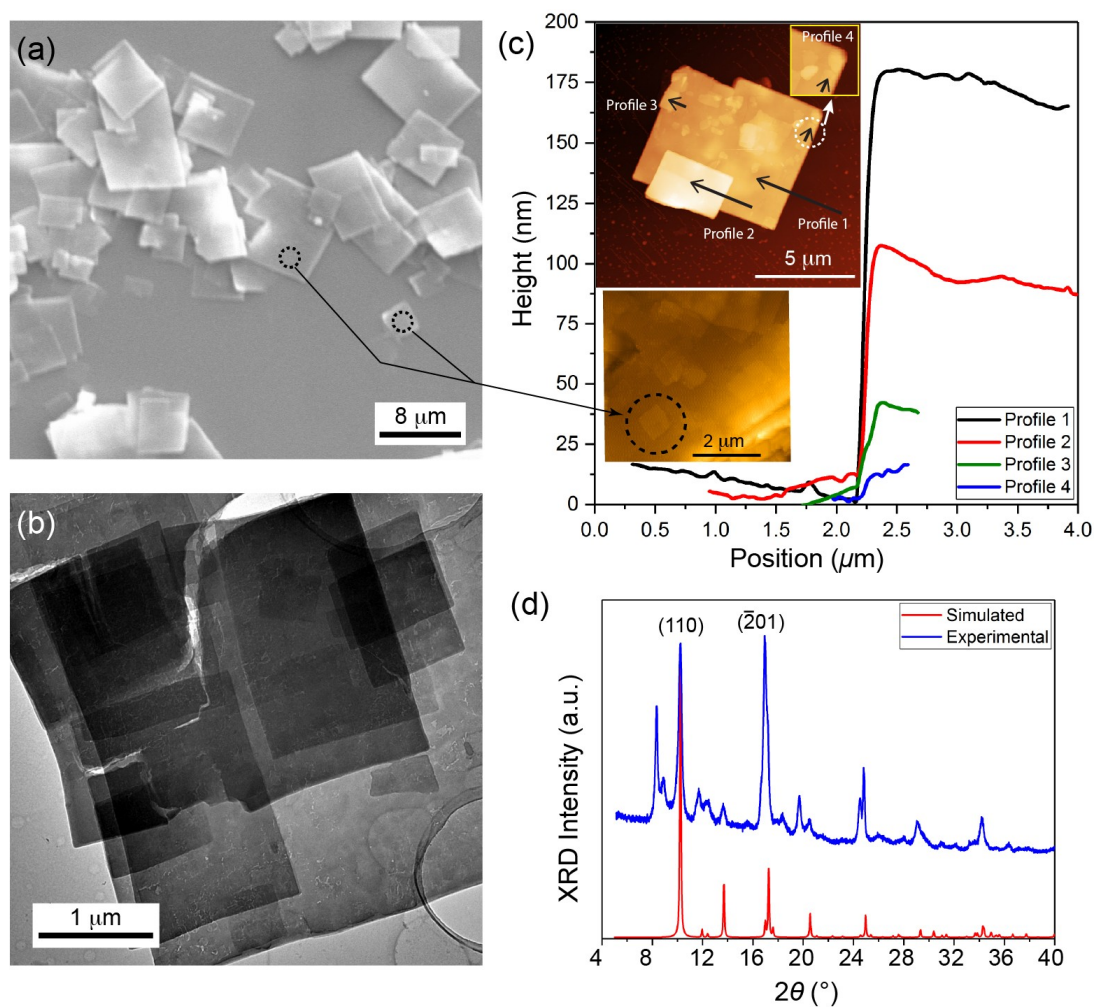 (a)
8 μm
(b)
1 μm
(c)
Height (nm)
200
175
150
125
100
75
50
25
0
0.0 0.5 1.0 1.5 2.0 2.5 3.0 3.5 4.0
Position μm)
Profile 4
Profile 3
Profile 2
Profile 1
5 μm
2 μm
Profile 1
Profile 2
Profile 3
Profile 4
(d)
XRD Intensity (a.u.)
(110)
(2̅01)
Simulated
Experimental
4 8 12 16 20 24 28 32 36 40
2θ (°)